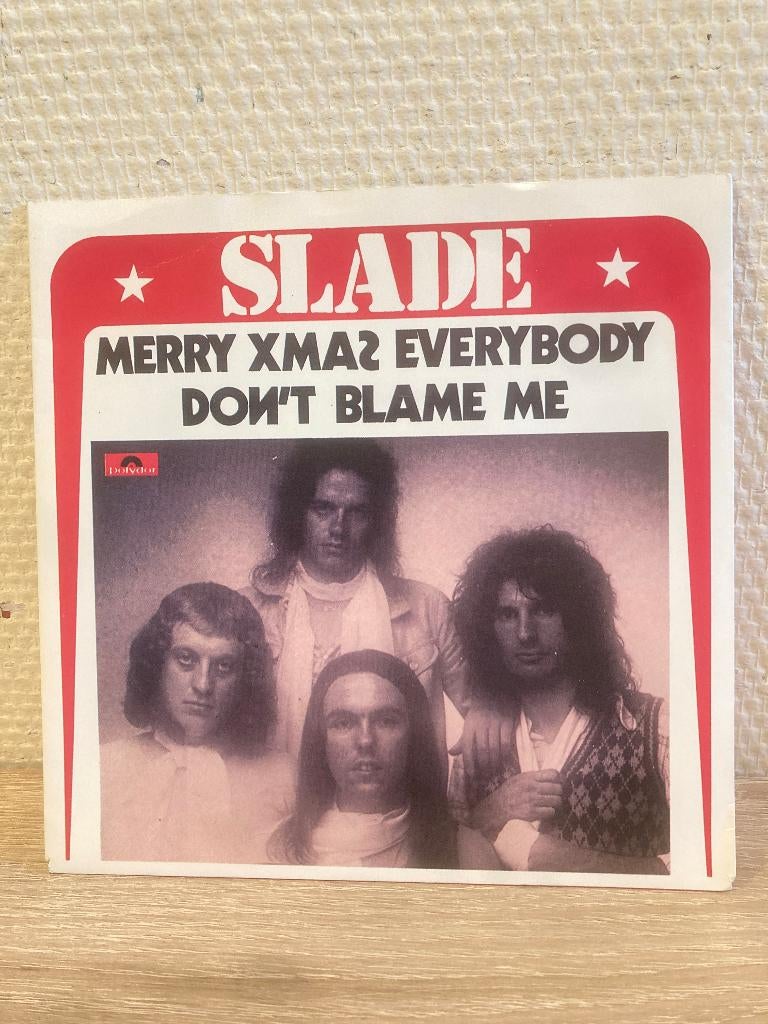 SLADE
MERRY XMAS EVERYBODY
DON'T BLAME ME
polydor